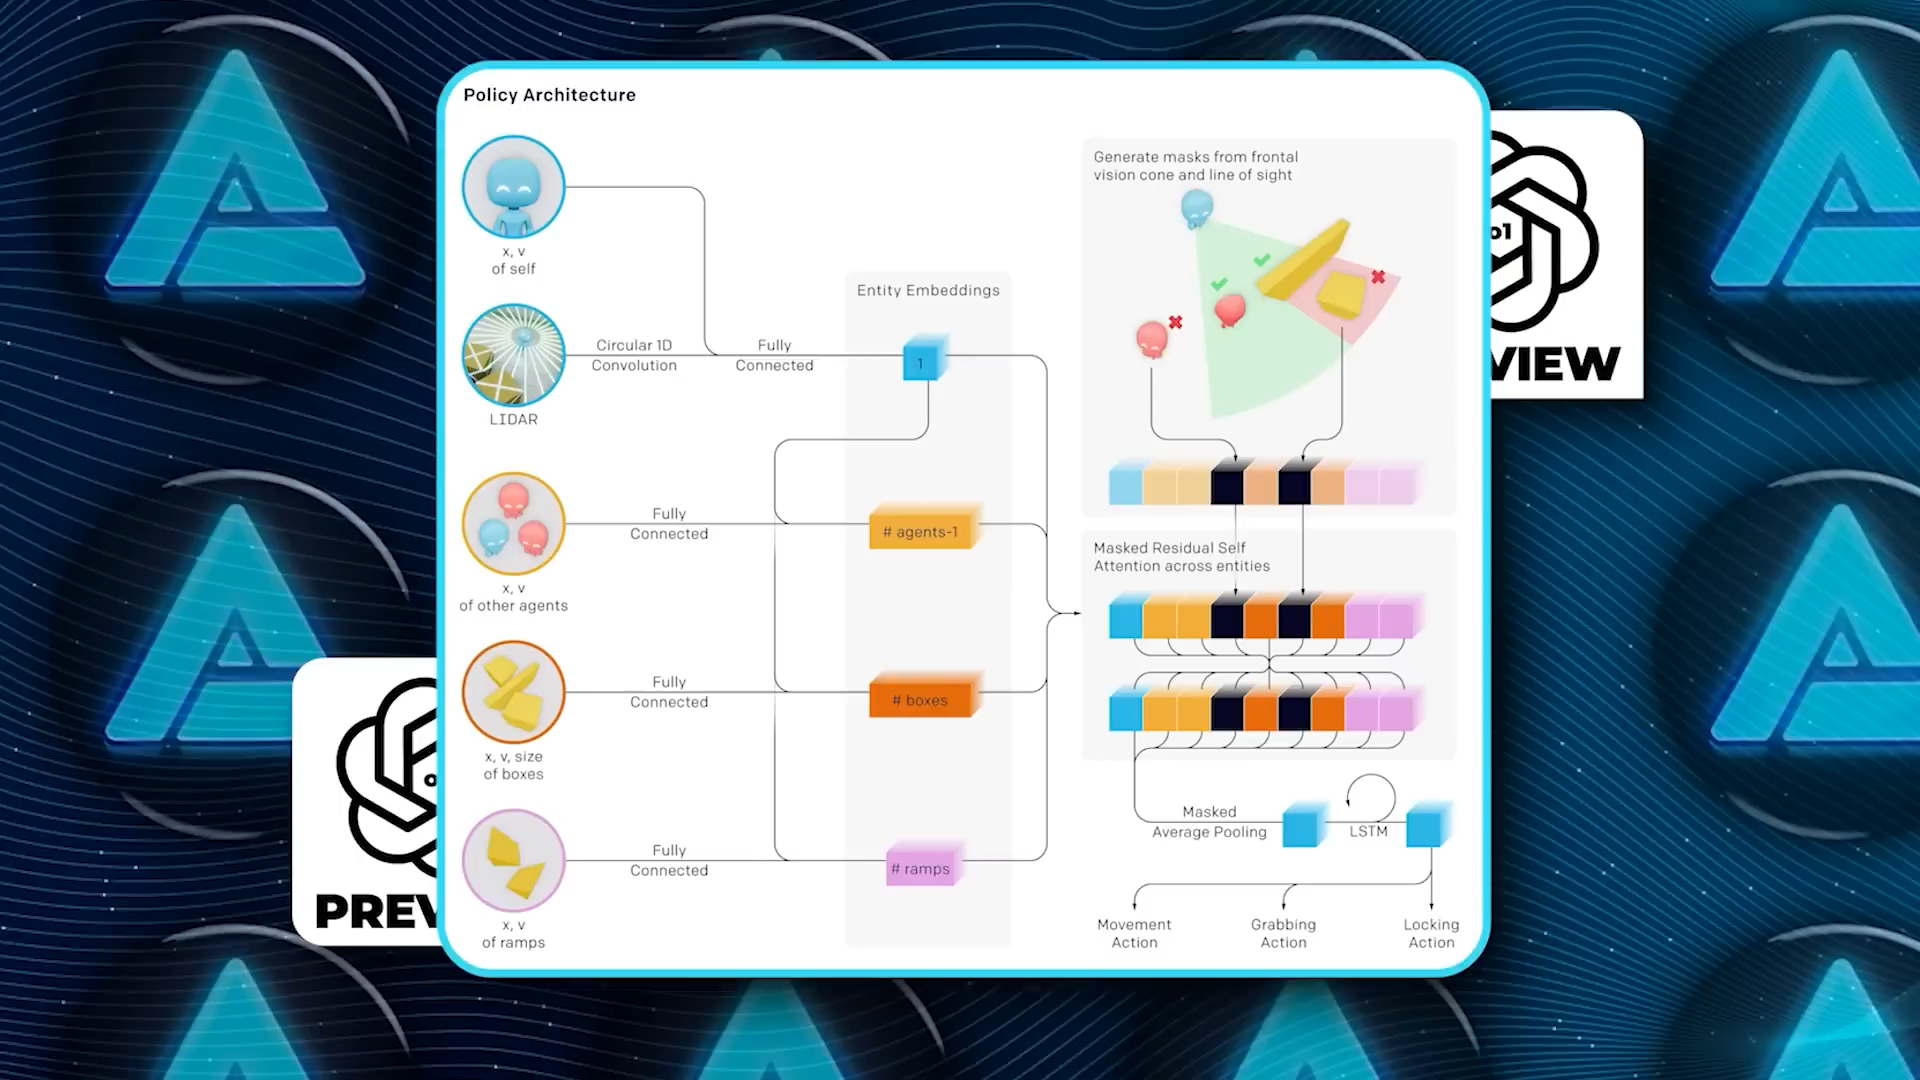 Policy Architecture
x, v
of self
Circular 1D
Convolution
Fully
Connected
LIDAR
Fully
Connected
x, v
of other agents
Fully
Connected
x, v, size
of boxes
Fully
Connected
x, v
of ramps
Entity Embeddings
1
# agents-1
# boxes
# ramps
Generate masks from frontal
vision cone and line of sight
Masked Residual Self
Attention across entities
Masked
Average Pooling
LSTM
Movement
Action
Grabbing
Action
Locking
Action
o1
VIEW
PREV